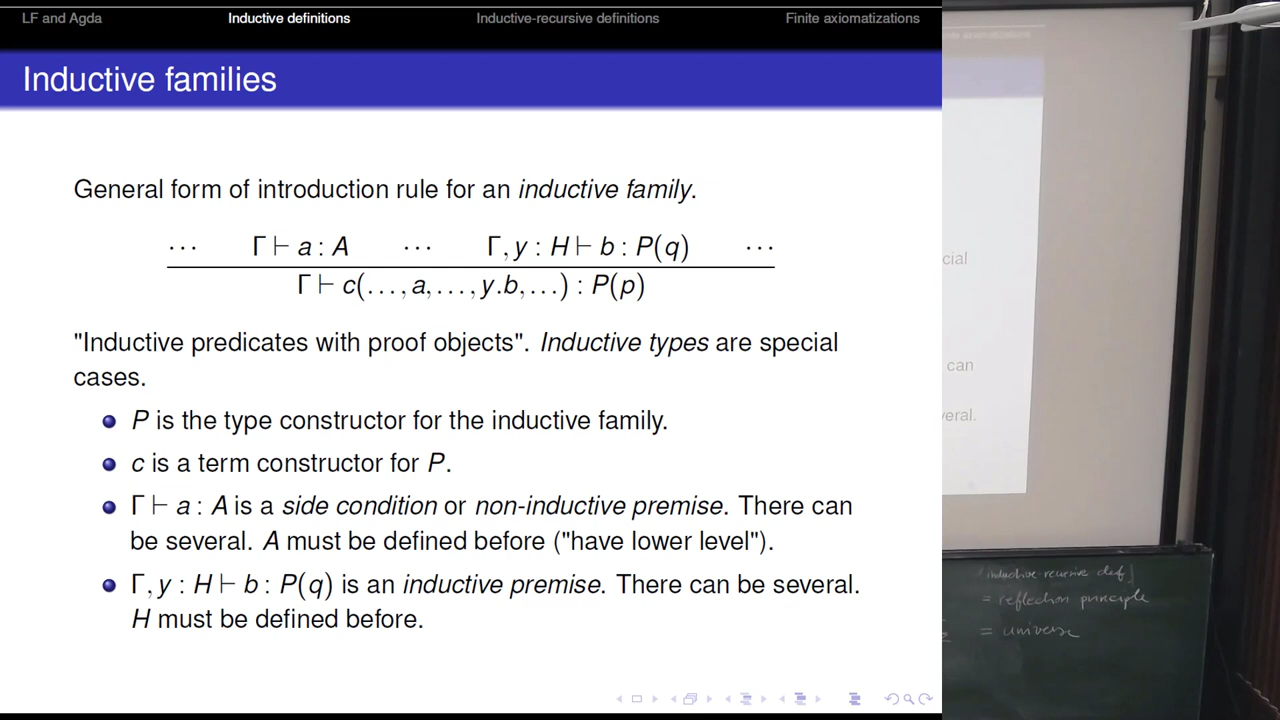 LF and Agda Inductive definitions Inductive-recursive definitions Finite axiomatizations
Inductive families
General form of introduction rule for an inductive family.
··· Γ ⊢ a : A ··· Γ, y : H ⊢ b : P(q) ···
Γ ⊢ c(..., a, ..., y.b, ...) : P(p)
"Inductive predicates with proof objects". Inductive types are special
cases.
P is the type constructor for the inductive family.
c is a term constructor for P.
Γ ⊢ a : A is a side condition or non-inductive premise. There can
be several. A must be defined before ("have lower level").
Γ, y : H ⊢ b : P(q) is an inductive premise. There can be several.
H must be defined before.
cial
can
veral.
inductive-recursive def
= reflection principle
= universe